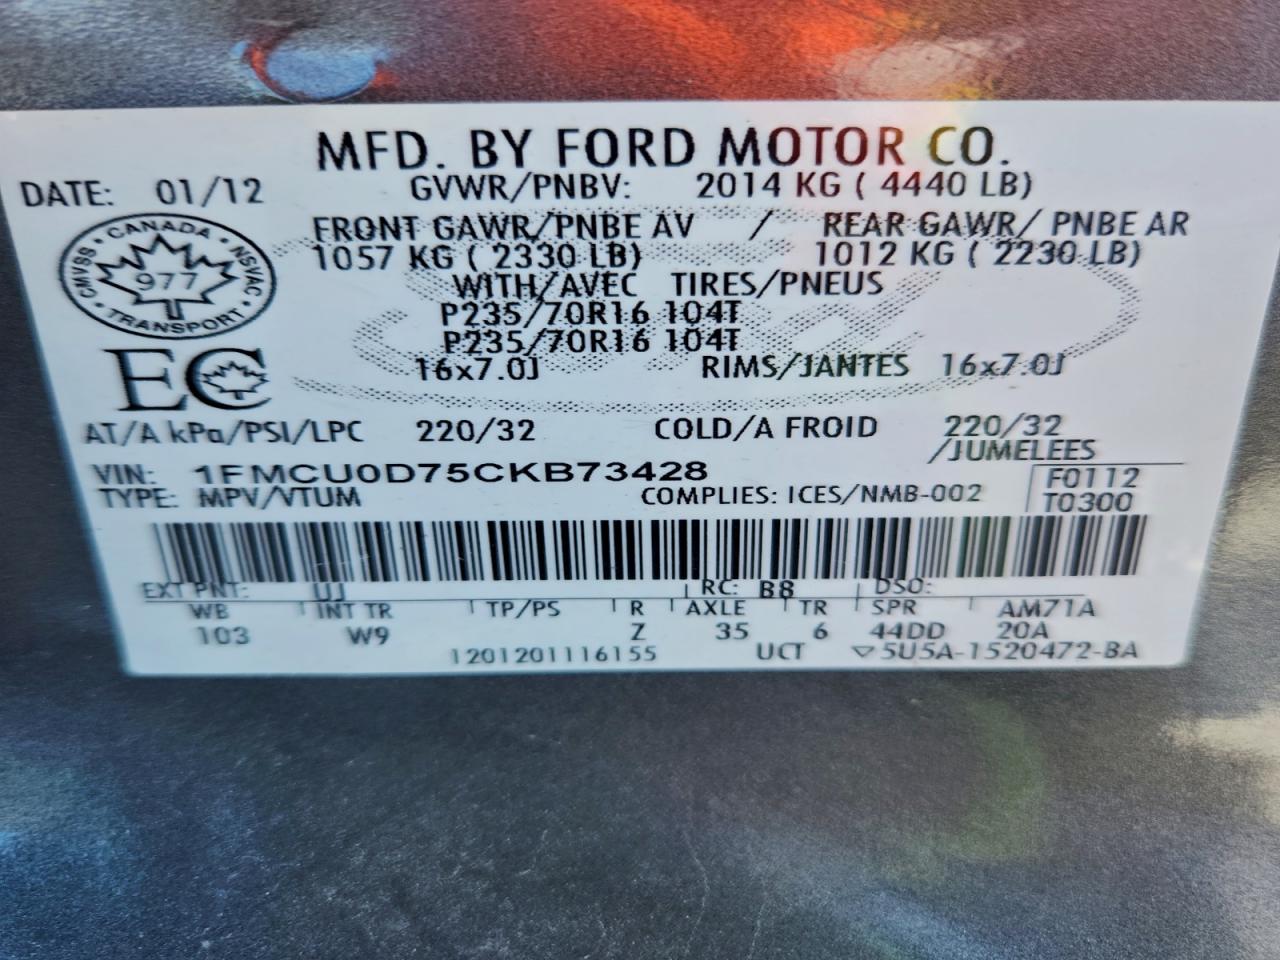 MFD. BY FORD MOTOR CO.
DATE: 01/12 GVWR/PNBV: 2014 KG ( 4440 LB)
FRONT GAWR/PNBE AV / REAR GAWR/ PNBE AR
1057 KG ( 2330 LB) 1012 KG ( 2230 LB)
WITH/AVEC TIRES/PNEUS
P235/70R16 104T
P235/70R16 104T
16x7.0J RIMS/JANTES 16x7.0J
CANADA
CMVSS 977 NSVAC
TRANSPORT
EC
AT/A kPa/PSI/LPC 220/32 COLD/A FROID 220/32
/JUMELEES
VIN: 1FMCU0D75CKB73428 F0112
TYPE: MPV/VTUM COMPLIES: ICES/NMB-002 T0300
EXT PNT: UJ RC: B8 DSO:
WB INT TR TP/PS R AXLE TR SPR AM71A
103 W9 Z 35 6 44DD 20A
1201201116155 UCT ▽5U5A-1520472-BA